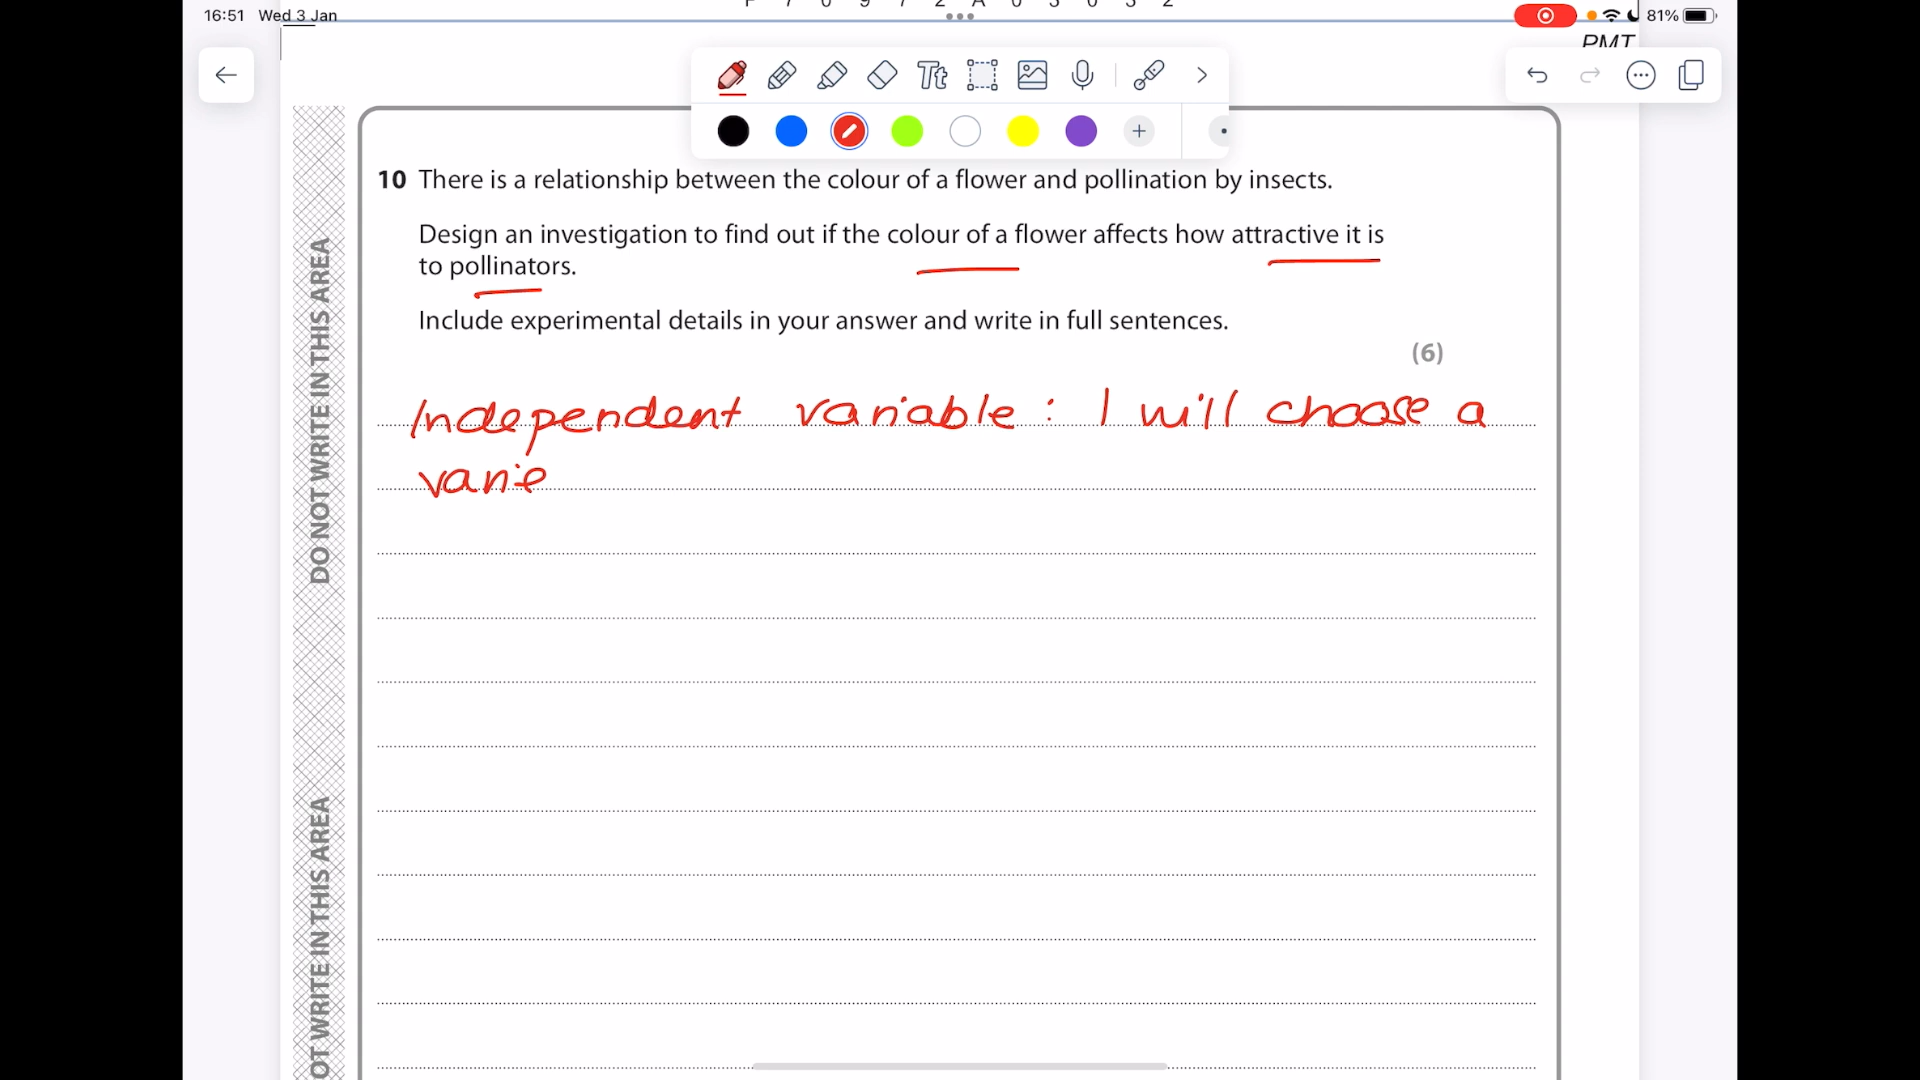 16:51 Wed 3 Jan
81%
PMT
Tt
10 There is a relationship between the colour of a flower and pollination by insects.
Design an investigation to find out if the colour of a flower affects how attractive it is
to pollinators.
Include experimental details in your answer and write in full sentences.
(6)
Independent variable : I will choose a
varie
DO NOT WRITE IN THIS AREA
OT WRITE IN THIS AREA